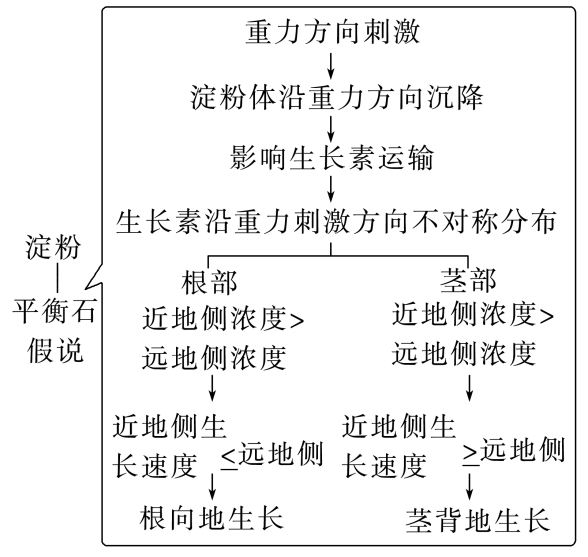 重力方向刺激
淀粉体沿重力方向沉降
影响生长素运输
生长素沿重力刺激方向不对称分布
淀粉
平衡石
假说
根部
近地侧浓度>
远地侧浓度
近地侧生
长速度
≤远地侧
根向地生长
茎部
近地侧浓度>
远地侧浓度
近地侧生
长速度
≥远地侧
茎背地生长